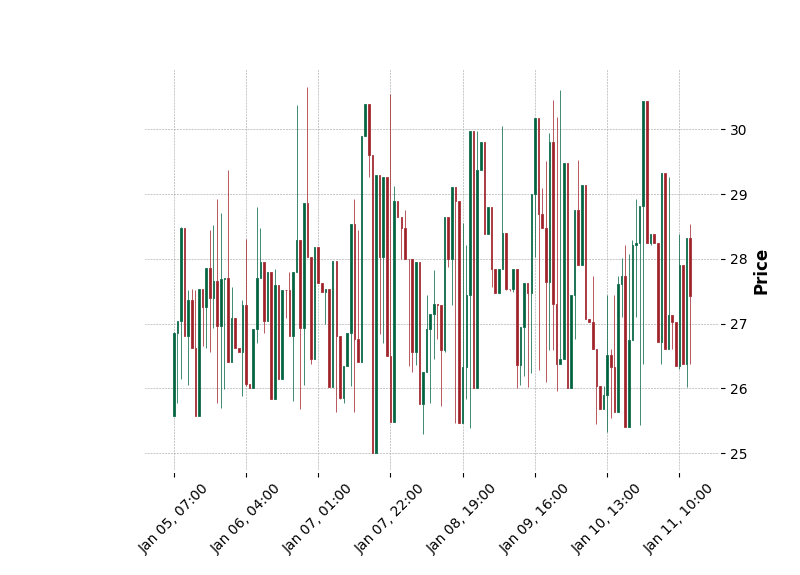 30
29
28
27
26
25
Price
Jan 05, 07:00
Jan 06, 04:00
Jan 07, 01:00
Jan 07, 22:00
Jan 08, 19:00
Jan 09, 16:00
Jan 10, 13:00
Jan 11, 10:00